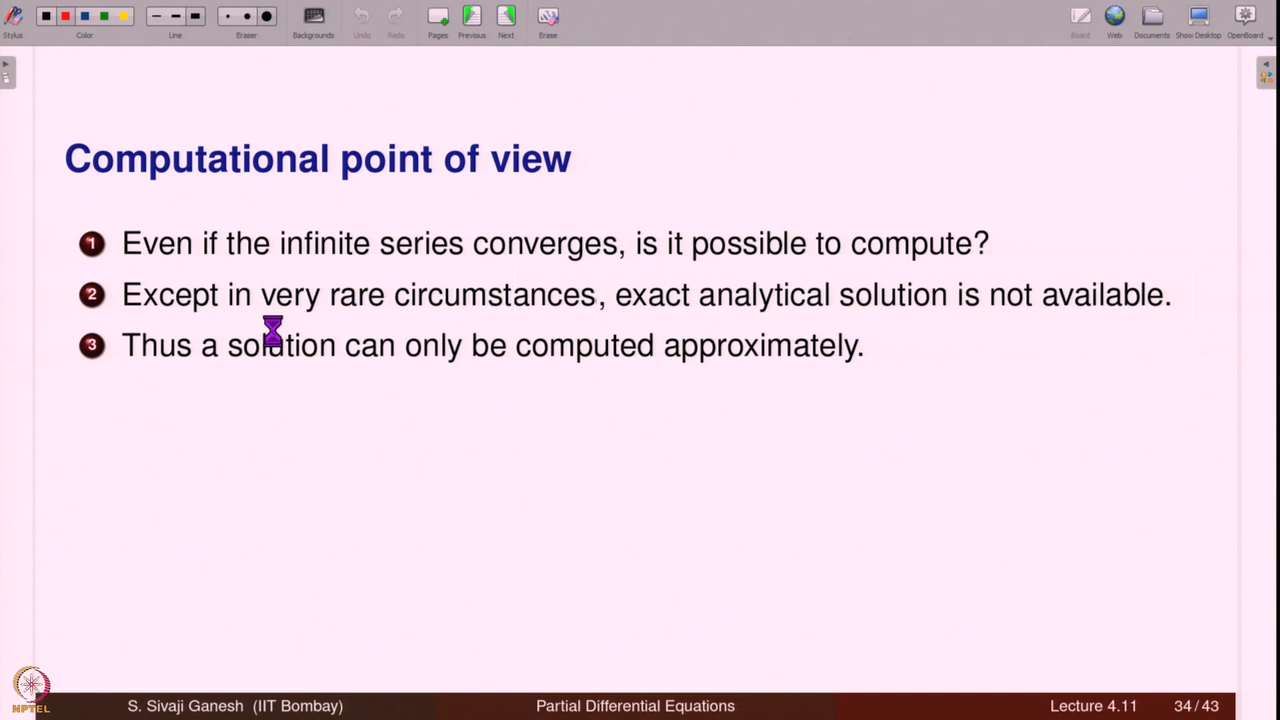 Stylus Color Line Eraser Backgrounds Undo Redo Pages Previous Next Erase Board Web Documents Show Desktop OpenBoard
Computational point of view
1 Even if the infinite series converges, is it possible to compute?
2 Except in very rare circumstances, exact analytical solution is not available.
3 Thus a solution can only be computed approximately.
NPTEL
S. Sivaji Ganesh (IIT Bombay) Partial Differential Equations Lecture 4.11 34/43